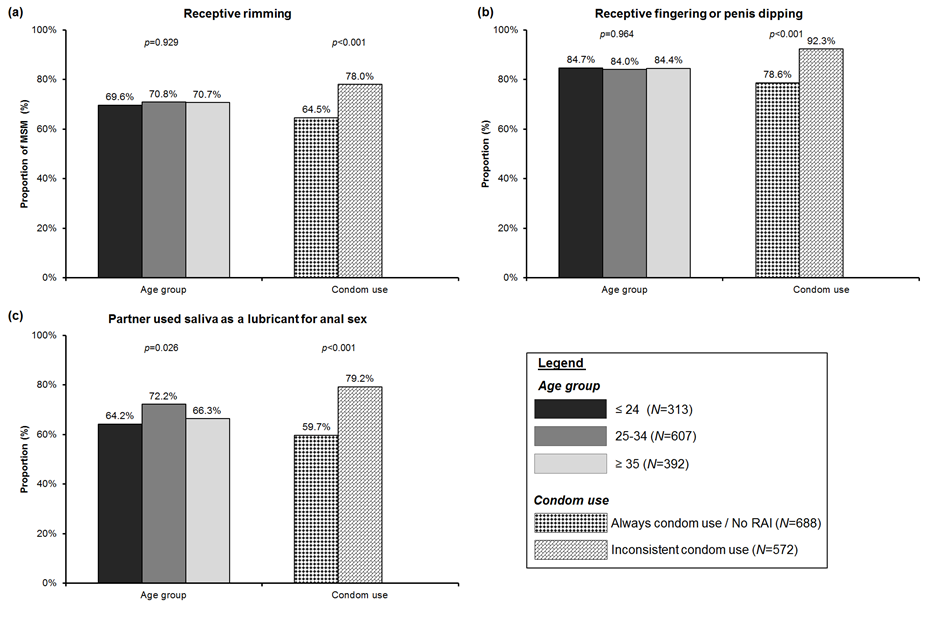 (a)
Receptive rimming
100%
80%
60%
40%
20%
0%
Proportion of MSM (%)
p=0.929
p<0.001
69.6%
70.8%
70.7%
64.5%
78.0%
Age group
Condom use
(b)
Receptive fingering or penis dipping
100%
80%
60%
40%
20%
0%
Proportion (%)
p=0.964
p<0.001
84.7%
84.0%
84.4%
78.6%
92.3%
Age group
Condom use
(c)
Partner used saliva as a lubricant for anal sex
100%
80%
60%
40%
20%
0%
Proportion (%)
p=0.026
p<0.001
64.2%
72.2%
66.3%
59.7%
79.2%
Age group
Condom use
Legend
Age group
≤ 24 (N=313)
25-34 (N=607)
≥ 35 (N=392)
Condom use
Always condom use / No RAI (N=688)
Inconsistent condom use (N=572)